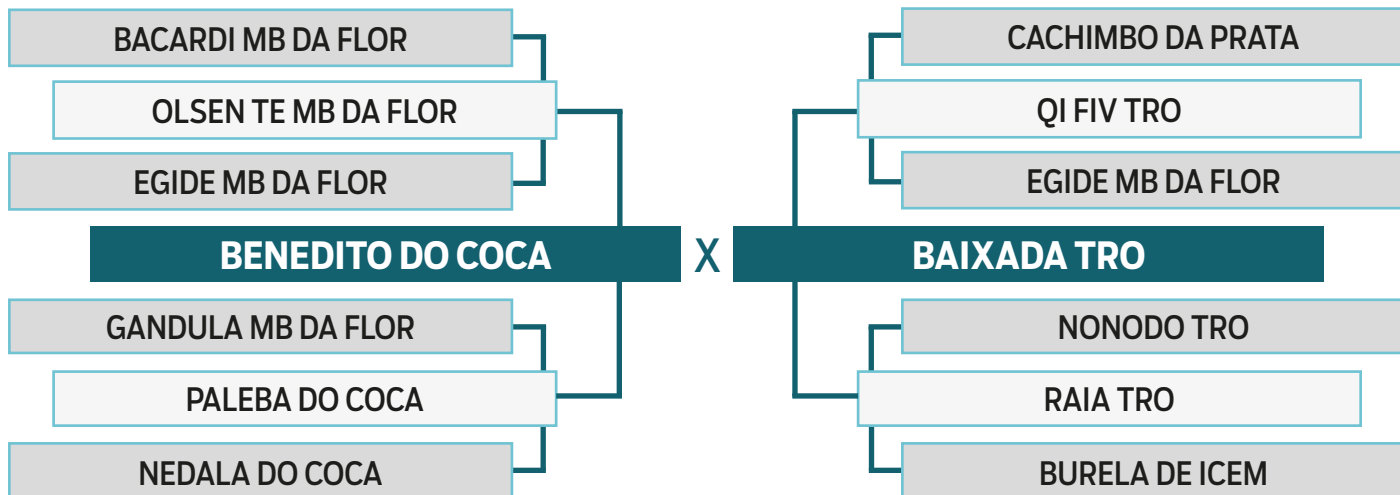 BACARDI MB DA FLOR
OLSEN TE MB DA FLOR
EGIDE MB DA FLOR
BENEDITO DO COCA
GANDULA MB DA FLOR
PALEBA DO COCA
NEDALA DO COCA
X
CACHIMBO DA PRATA
QI FIV TRO
EGIDE MB DA FLOR
BAIXADA TRO
NONODO TRO
RAIA TRO
BURELA DE ICEM